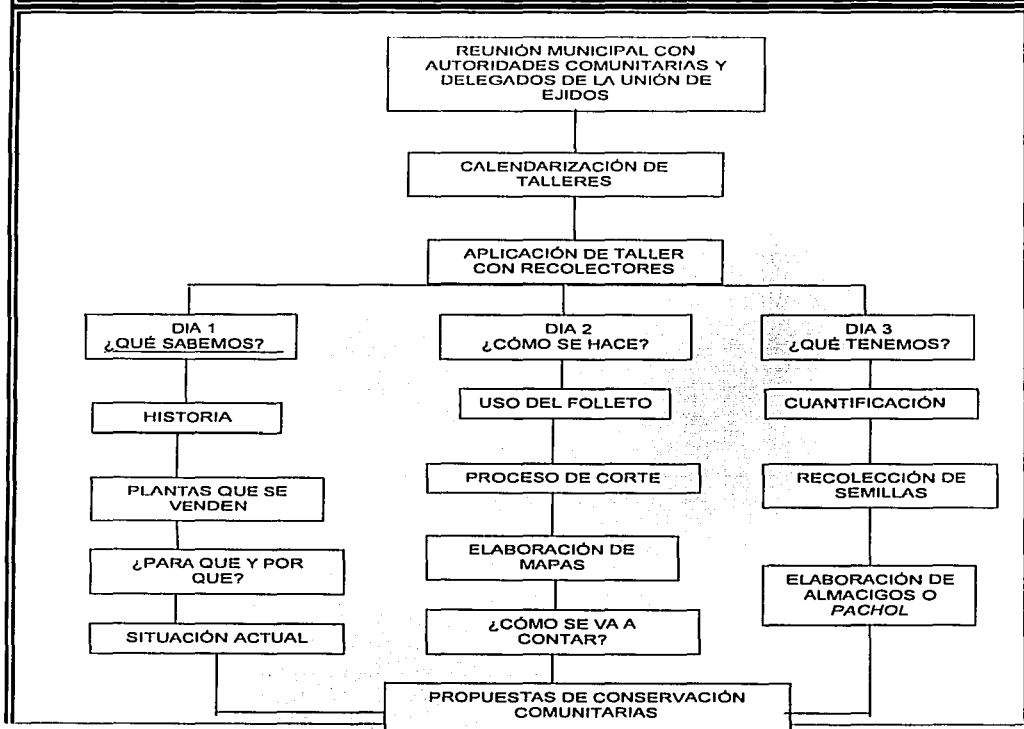 REUNIÓN MUNICIPAL CON
AUTORIDADES COMUNITARIAS Y
DELEGADOS DE LA UNIÓN DE
EJIDOS
CALENDARIZACIÓN DE
TALLERES
APLICACIÓN DE TALLER
CON RECOLECTORES
DIA 1
¿QUÉ SABEMOS?
HISTORIA
PLANTAS QUE SE
VENDEN
¿PARA QUE Y POR
QUE?
SITUACIÓN ACTUAL
DIA 2
¿CÓMO SE HACE?
USO DEL FOLLETO
PROCESO DE CORTE
ELABORACIÓN DE
MAPAS
¿CÓMO SE VA A
CONTAR?
DIA 3
¿QUÉ TENEMOS?
CUANTIFICACIÓN
RECOLECCIÓN DE
SEMILLAS
ELABORACIÓN DE
ALMACIGOS O
PACHOL
PROPUESTAS DE CONSERVACIÓN
COMUNITARIAS